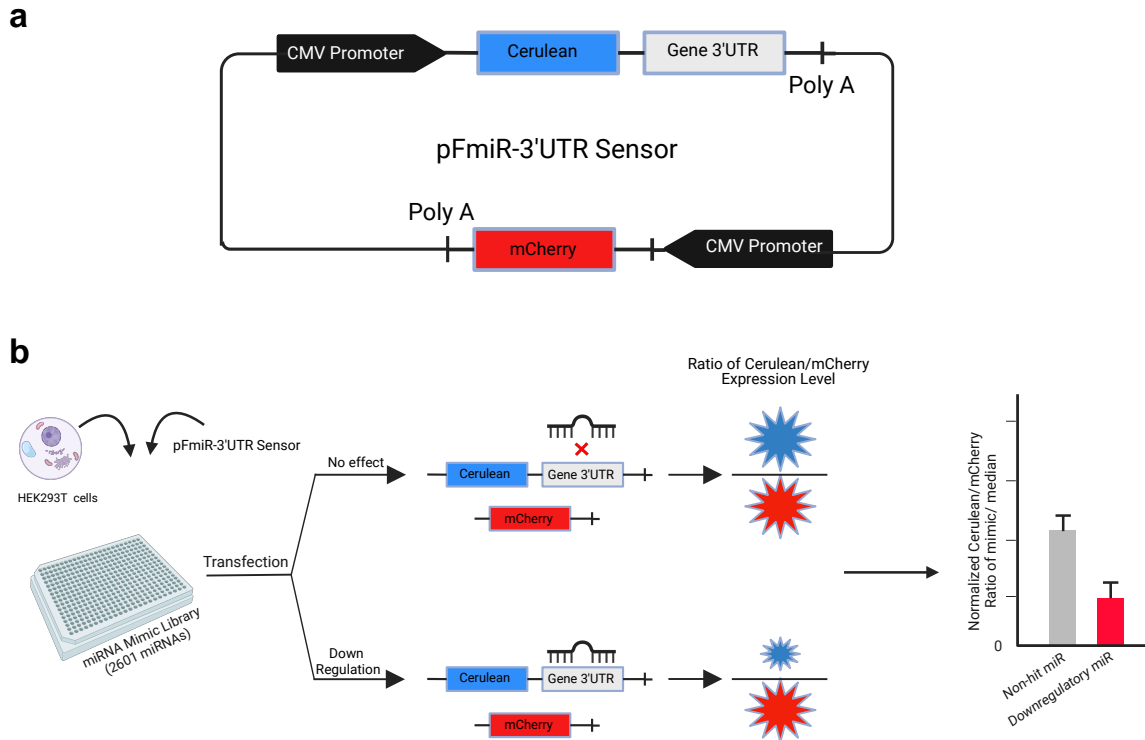 a
CMV Promoter
Cerulean
Gene 3'UTR
Poly A
pFmiR-3'UTR Sensor
Poly A
mCherry
CMV Promoter
b
Ratio of Cerulean/mCherry
Expression Level
pFmiR-3'UTR Sensor
HEK293T cells
No effect
Cerulean
Gene 3'UTR
mCherry
Transfection
miRNA Mimic Library
(2601 miRNAs)
Down
Regulation
Cerulean
Gene 3'UTR
mCherry
Normalized Cerulean/mCherry
Ratio of mimic/ median
0
Non-hit miR
Downregulatory miR